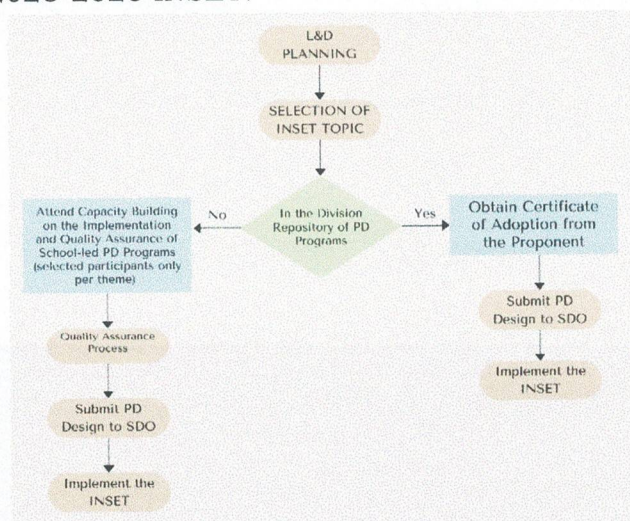 L&D
PLANNING
SELECTION OF
INSET TOPIC
In the Division
Repository of PD
Programs
No
Yes
Attend Capacity Building
on the Implementation
and Quality Assurance of
School-led PD Programs
(selected participants only
per theme)
Quality Assurance
Process
Submit PD
Design to SDO
Implement the
INSET
Obtain Certificate
of Adoption from
the Proponent
Submit PD
Design to SDO
Implement the
INSET